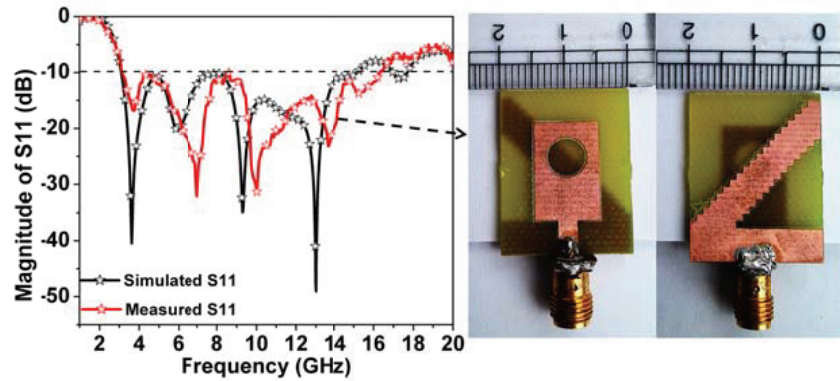 0
-10
-20
-30
-40
-50
Magnitude of S11 (dB)
Simulated S11
Measured S11
2 4 6 8 10 12 14 16 18 20
Frequency (GHz)
2 1 0
2 1 0